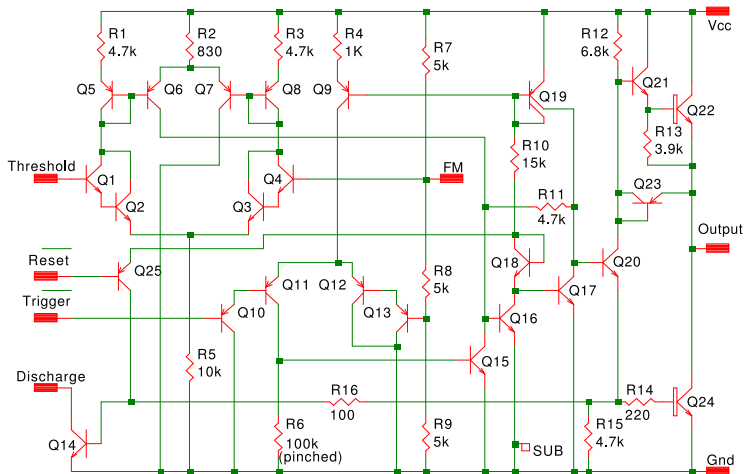 Vcc
R1
4.7k
R2
830
R3
4.7k
R4
1K
R7
5k
R12
6.8k
Q5
Q6
Q7
Q8
Q9
Q19
Q21
Q22
R13
3.9k
R10
15k
Threshold
Q1
Q2
Q3
Q4
FM
R11
4.7k
Q23
Output
Reset
Q25
Q11
Q12
R8
5k
Q18
Q20
Trigger
Q10
Q13
Q16
Q17
Q15
Discharge
R5
10k
R16
100
R14
220
Q24
Q14
R6
100k
(pinched)
R9
5k
SUB
R15
4.7k
Gnd